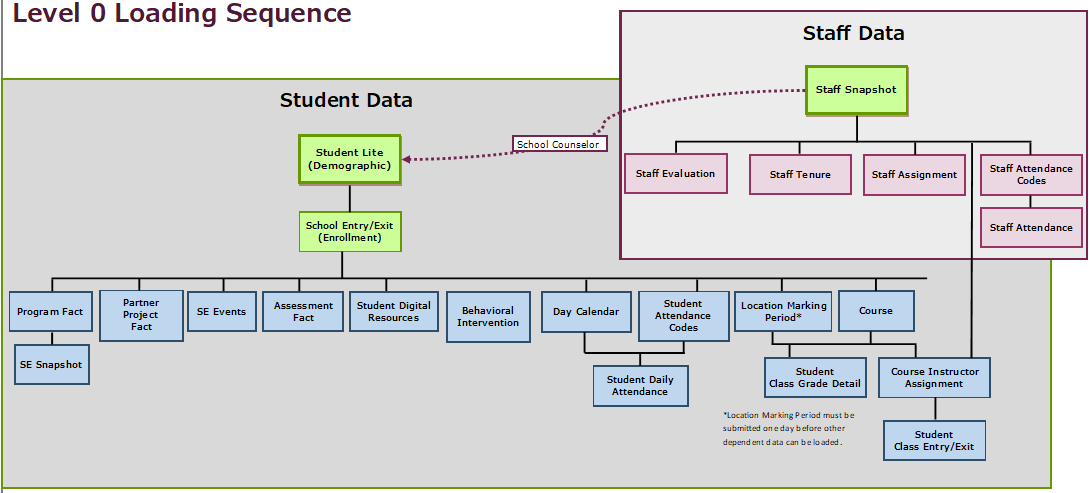 Level 0 Loading Sequence
Staff Data
Staff Snapshot
Student Data
School Counselor
Student Lite
(Demographic)
Staff Evaluation
Staff Tenure
Staff Assignment
Staff Attendance
Codes
Staff Attendance
School Entry/Exit
(Enrollment)
Program Fact
Partner
Project
Fact
SE Events
Assessment
Fact
Student Digital
Resources
Behavioral
Intervention
Day Calendar
Student
Attendance
Codes
Location Marking
Period*
Course
SE Snapshot
Student Daily
Attendance
Student
Class Grade Detail
Course Instructor
Assignment
*Location Marking Period must be
submitted one day before other
dependent data can be loaded.
Student
Class Entry/Exit